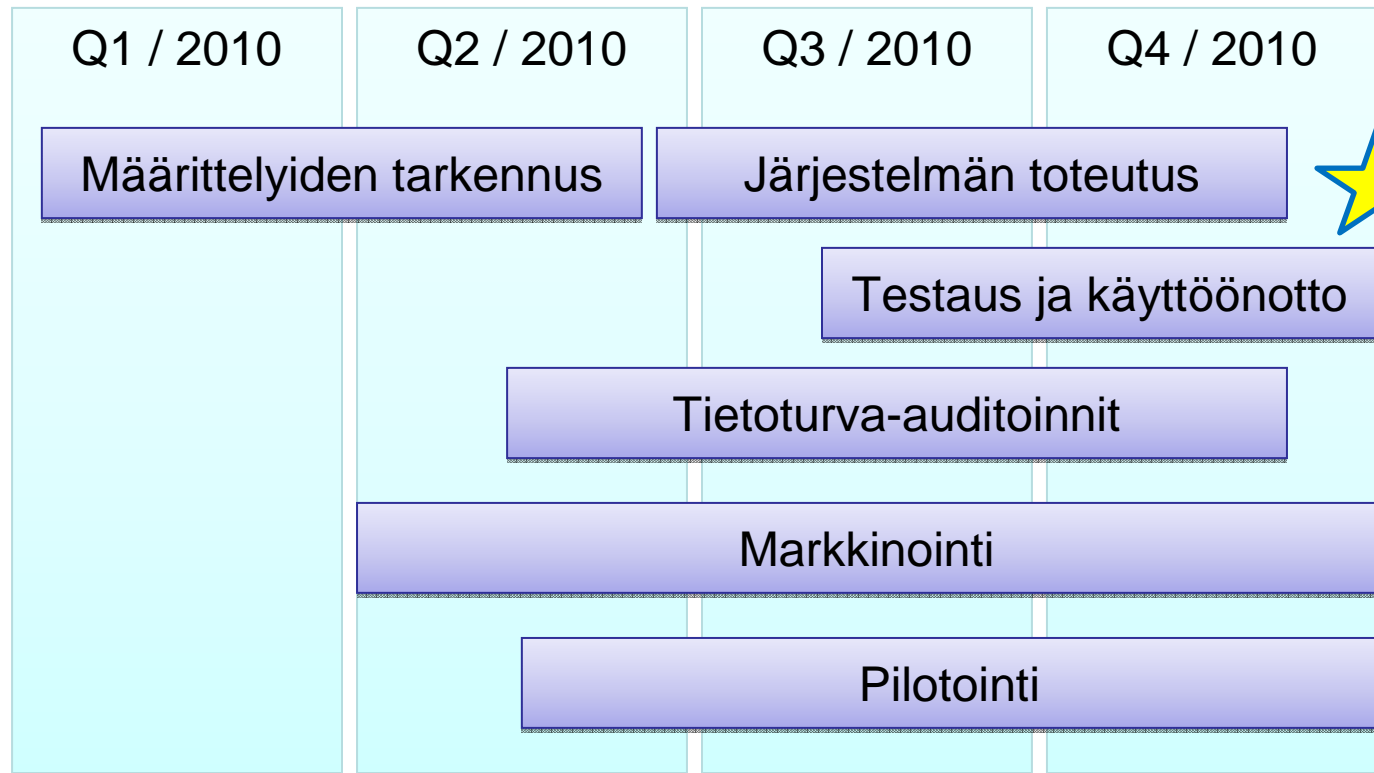 Q1 / 2010
Q2 / 2010
Q3 / 2010
Q4 / 2010
Määrittelyiden tarkennus
Järjestelmän toteutus
Testaus ja käyttöönotto
Tietoturva-auditoinnit
Markkinointi
Pilotointi